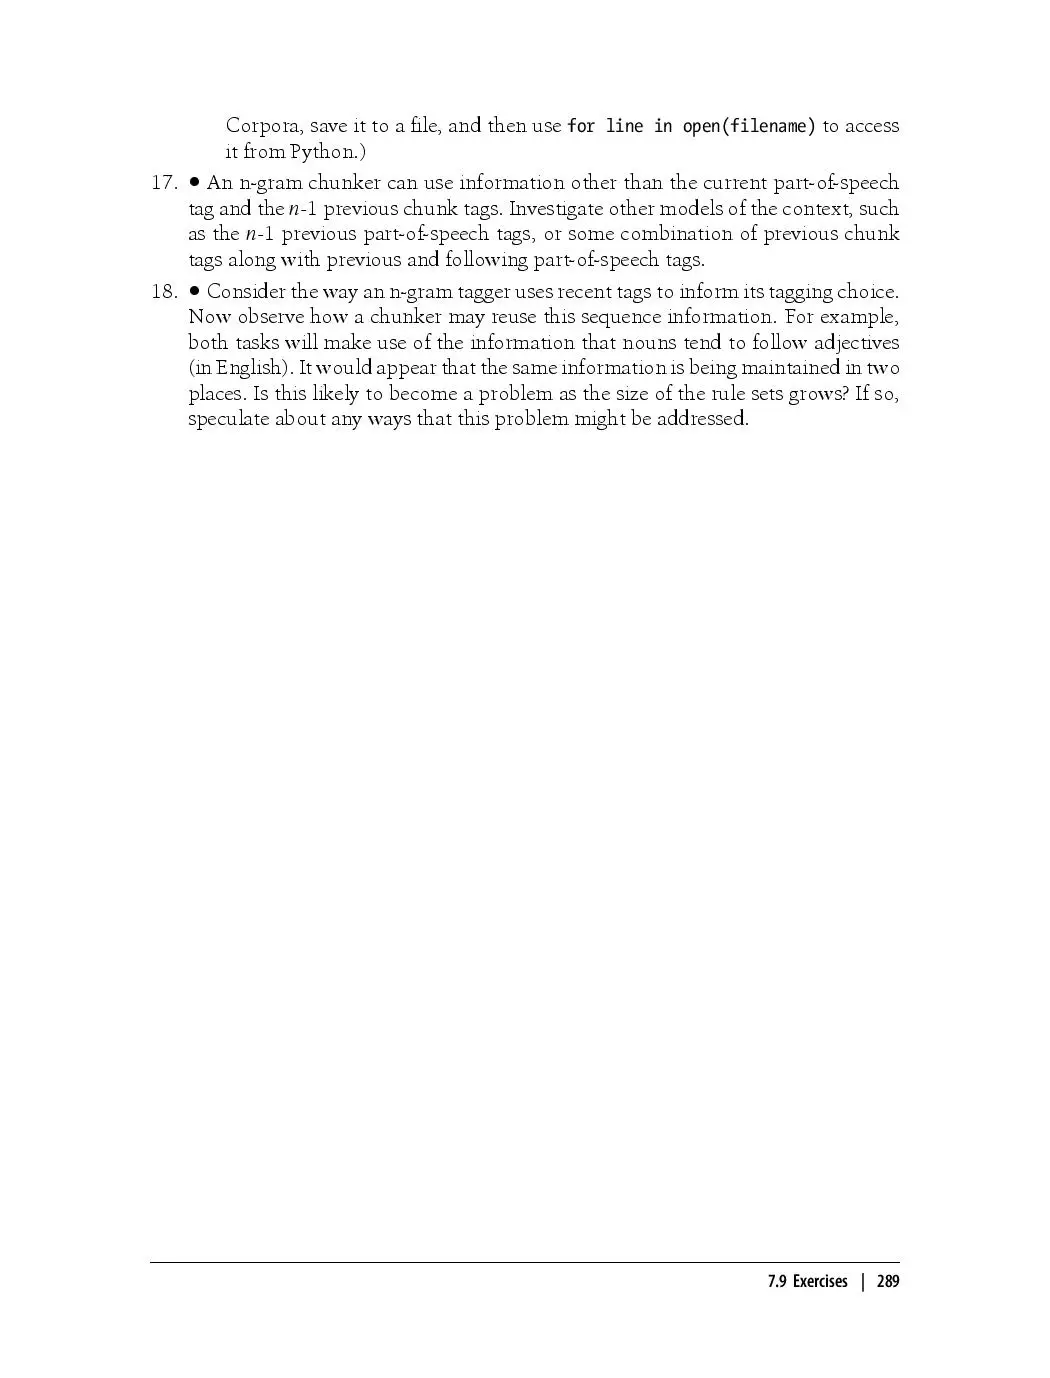 Corpora, save it to a file, and then use for line in open(filename) to access
it from Python.)
17. ● An n-gram chunker can use information other than the current part-of-speech
tag and the n-1 previous chunk tags. Investigate other models of the context, such
as the n-1 previous part-of-speech tags, or some combination of previous chunk
tags along with previous and following part-of-speech tags.
18. ● Consider the way an n-gram tagger uses recent tags to inform its tagging choice.
Now observe how a chunker may reuse this sequence information. For example,
both tasks will make use of the information that nouns tend to follow adjectives
(in English). It would appear that the same information is being maintained in two
places. Is this likely to become a problem as the size of the rule sets grows? If so,
speculate about any ways that this problem might be addressed.
7.9 Exercises | 289